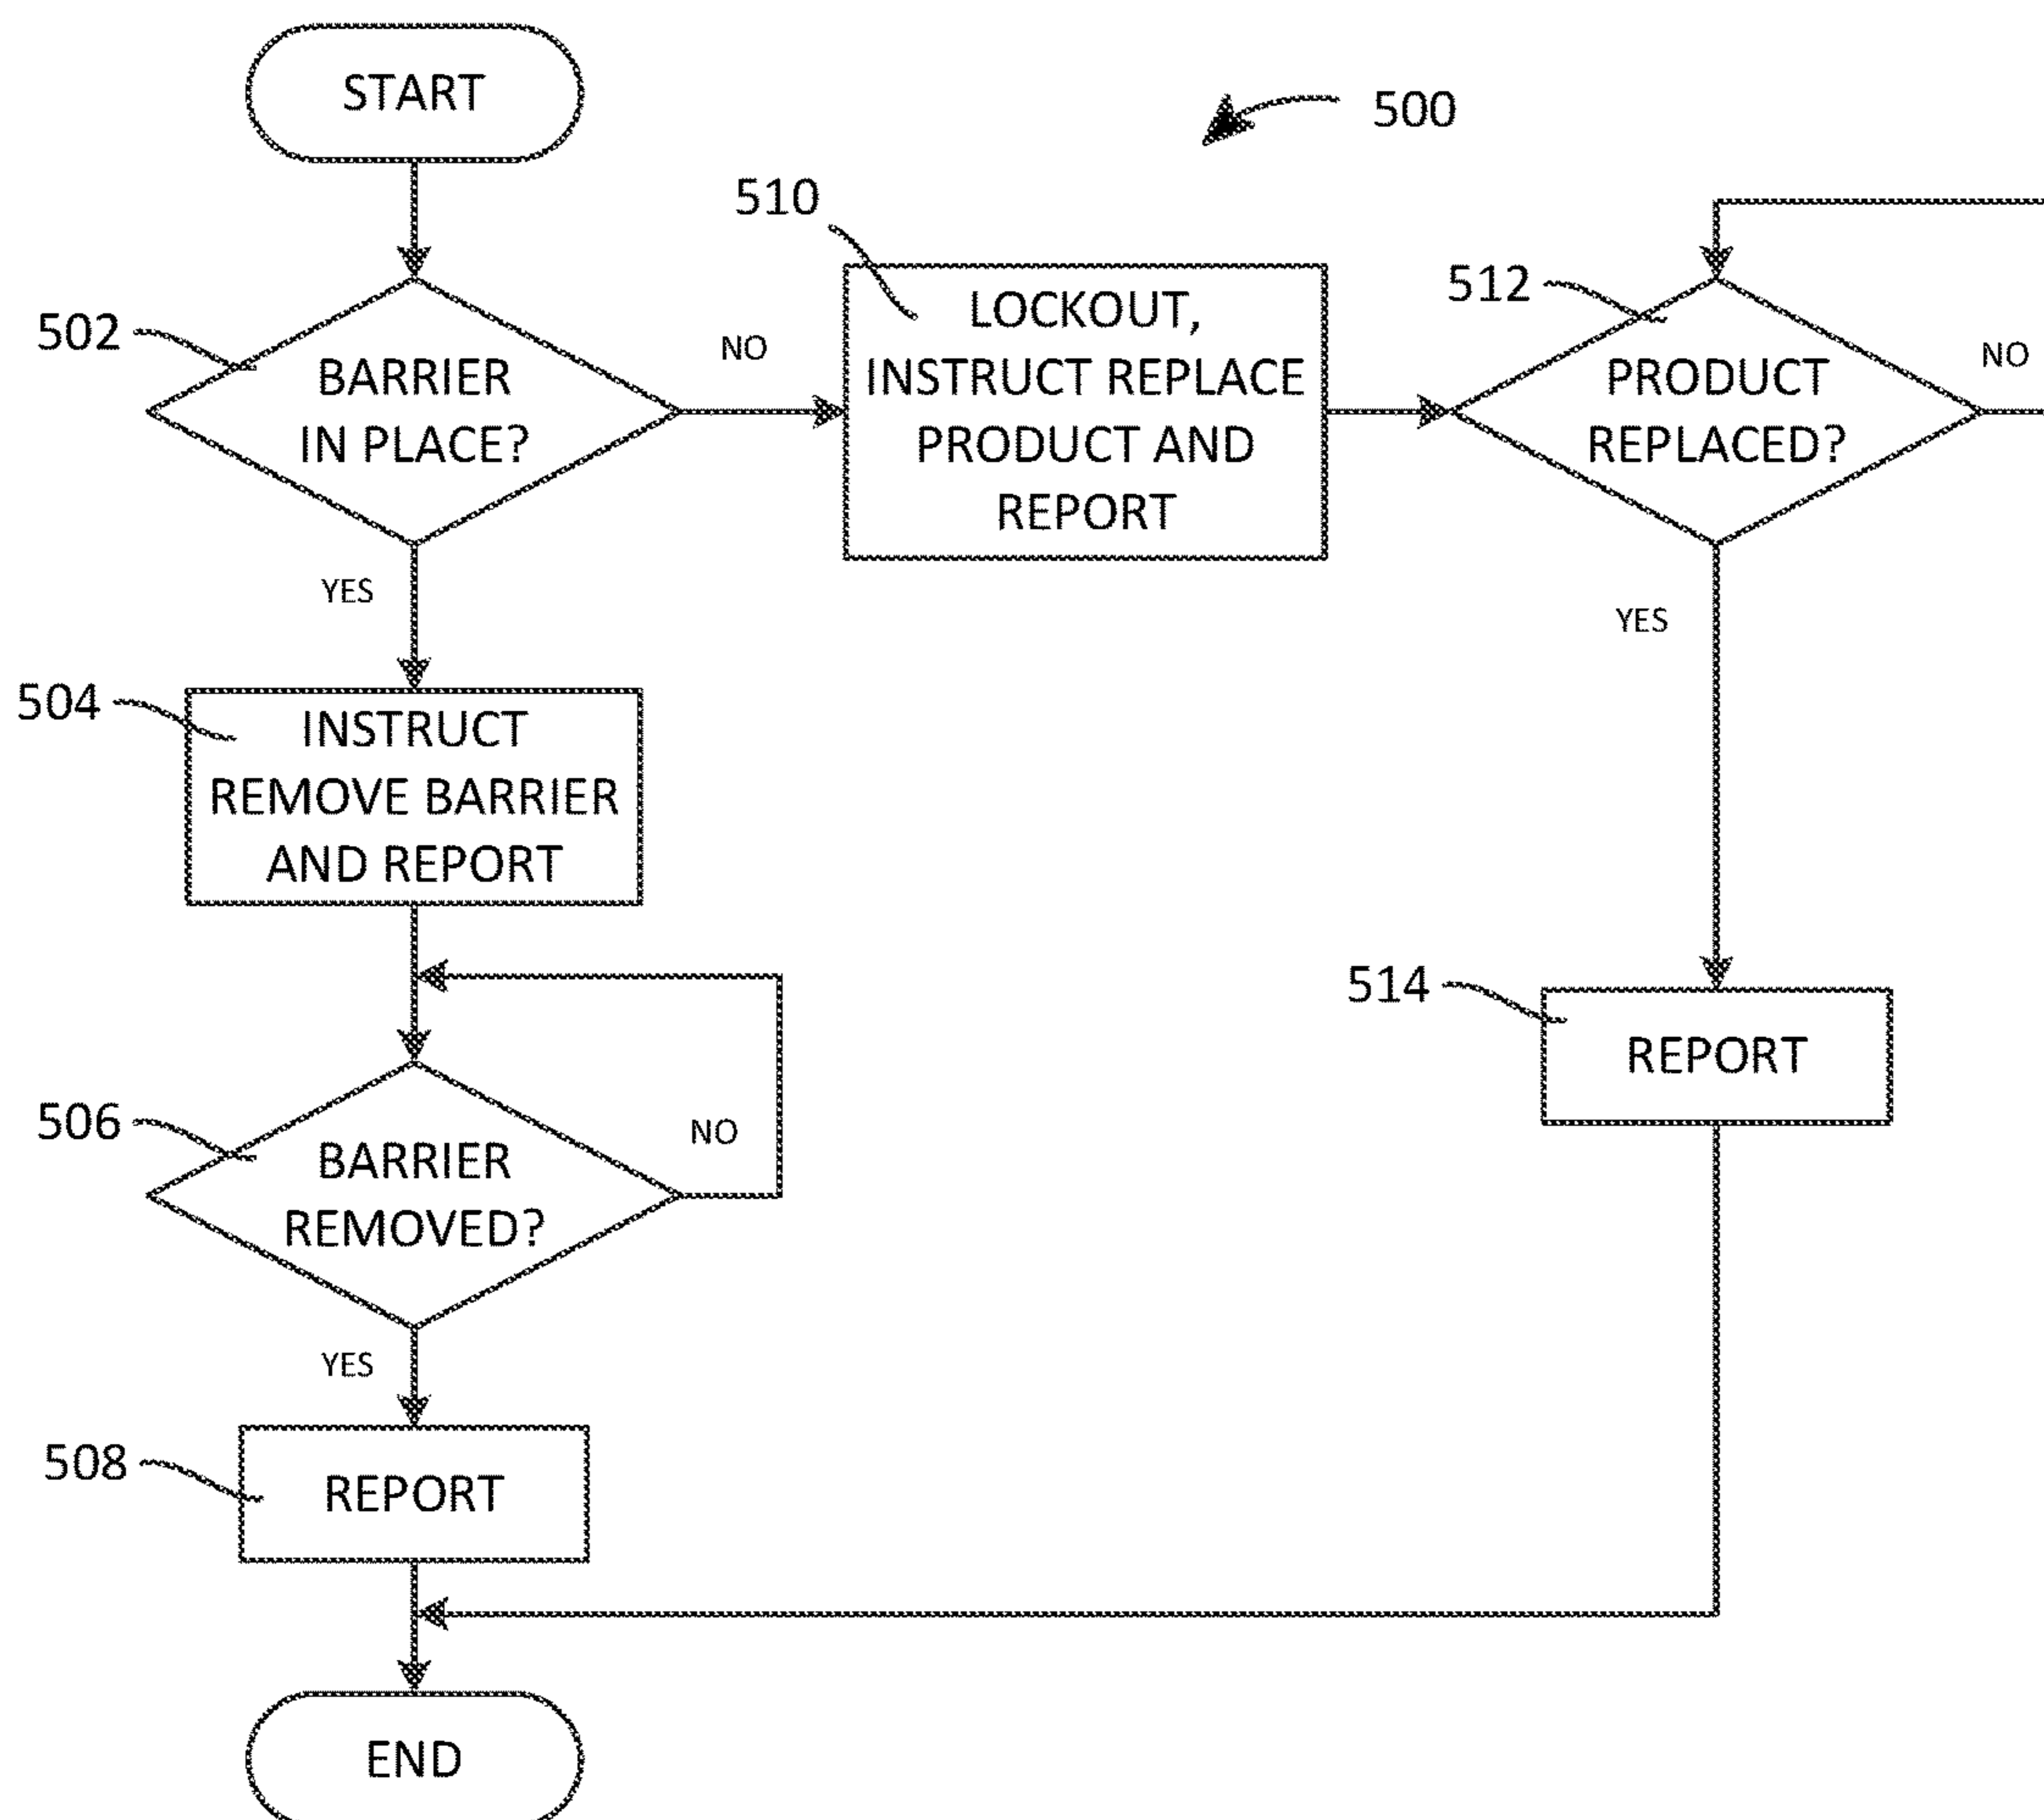 START
500
510
502
BARRIER
IN PLACE?
NO
LOCKOUT,
INSTRUCT REPLACE
PRODUCT AND
REPORT
512
PRODUCT
REPLACED?
NO
YES
YES
504
INSTRUCT
REMOVE BARRIER
AND REPORT
506
BARRIER
REMOVED?
NO
514
REPORT
YES
508
REPORT
END